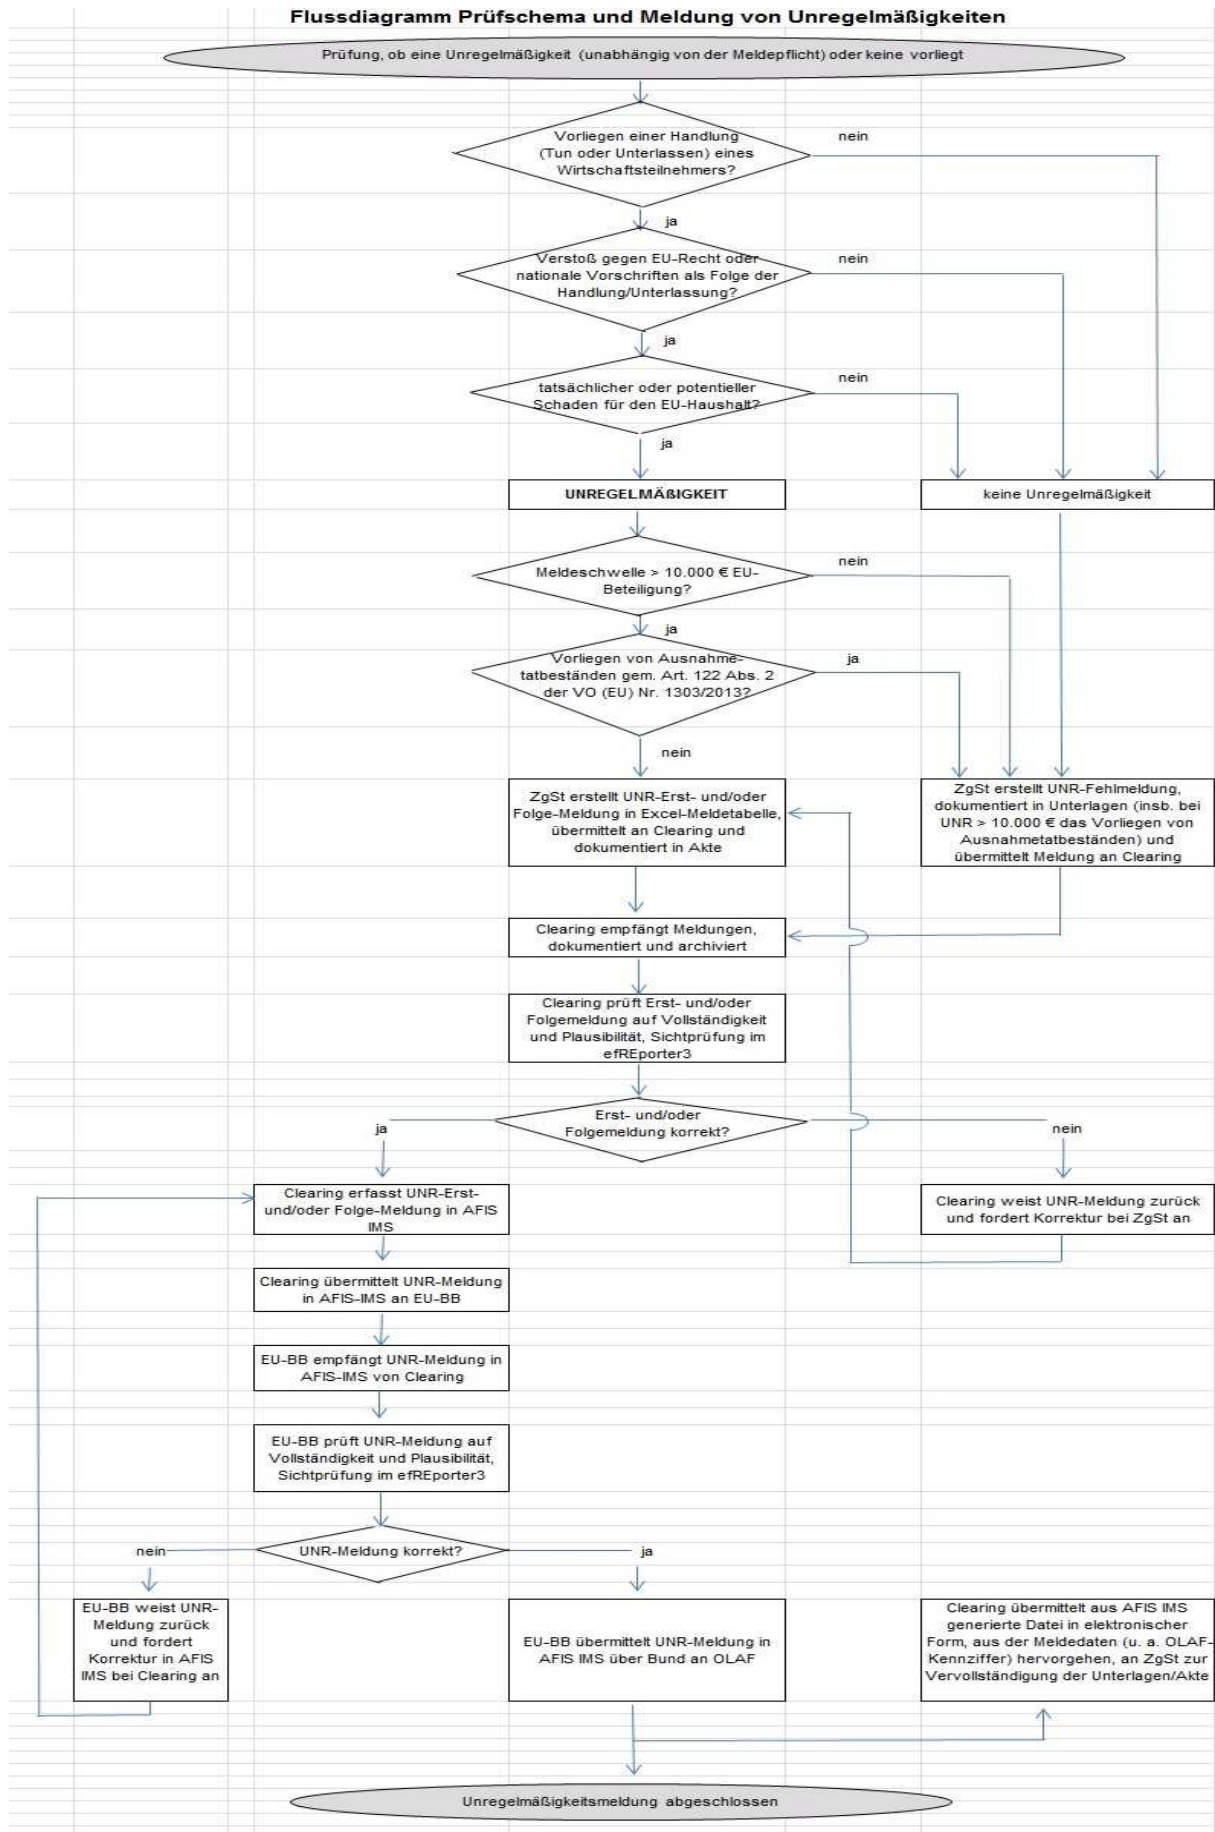 Flussdiagramm Prüfschema und Meldung von Unregelmäßigkeiten
Prüfung, ob eine Unregelmäßigkeit (unabhängig von der Meldepflicht) oder keine vorliegt
Vorliegen einer Handlung
(Tun oder Unterlassen) eines
Wirtschaftsteilnehmers?
nein
ja
Verstoß gegen EU-Recht oder
nationale Vorschriften als Folge der
Handlung/Unterlassung?
nein
ja
tatsächlicher oder potentieller
Schaden für den EU-Haushalt?
nein
ja
UNREGELMÄßIGKEIT
keine Unregelmäßigkeit
Meldeschwelle > 10.000 € EU-
Beteiligung?
nein
ja
Vorliegen von Ausnahme-
tatbeständen gem. Art. 122 Abs. 2
der VO (EU) Nr. 1303/2013?
ja
nein
ZgSt erstellt UNR-Erst- und/oder
Folge-Meldung in Excel-Meldetabelle,
übermittelt an Clearing und
dokumentiert in Akte
ZgSt erstellt UNR-Fehlmeldung,
dokumentiert in Unterlagen (insb. bei
UNR > 10.000 € das Vorliegen von
Ausnahmetatbeständen) und
übermittelt Meldung an Clearing
Clearing empfängt Meldungen,
dokumentiert und archiviert
Clearing prüft Erst- und/oder
Folgemeldung auf Vollständigkeit
und Plausibilität, Sichtprüfung im
efREporter3
Erst- und/oder
Folgemeldung korrekt?
ja
nein
Clearing erfasst UNR-Erst-
und/oder Folge-Meldung in AFIS
IMS
Clearing weist UNR-Meldung zurück
und fordert Korrektur bei ZgSt an
Clearing übermittelt UNR-Meldung
in AFIS-IMS an EU-BB
EU-BB empfängt UNR-Meldung in
AFIS-IMS von Clearing
EU-BB prüft UNR-Meldung auf
Vollständigkeit und Plausibilität,
Sichtprüfung im efREporter3
UNR-Meldung korrekt?
nein
ja
EU-BB weist UNR-
Meldung zurück
und fordert
Korrektur in AFIS
IMS bei Clearing an
EU-BB übermittelt UNR-Meldung in
AFIS IMS über Bund an OLAF
Clearing übermittelt aus AFIS IMS
generierte Datei in elektronischer
Form, aus der Meldedaten (u. a. OLAF-
Kennziffer) hervorgehen, an ZgSt zur
Vervollständigung der Unterlagen/Akte
Unregelmäßigkeitsmeldung abgeschlossen